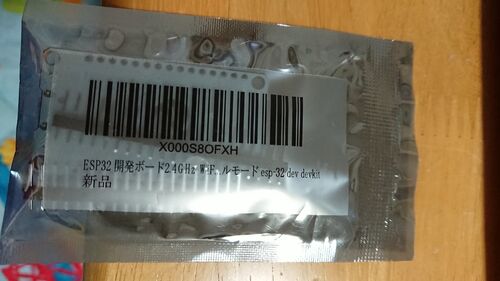 X000S8OFXH
ESP32 開発ボード2.4GHz WiF...ルモード esp-32 dev devkit
新品